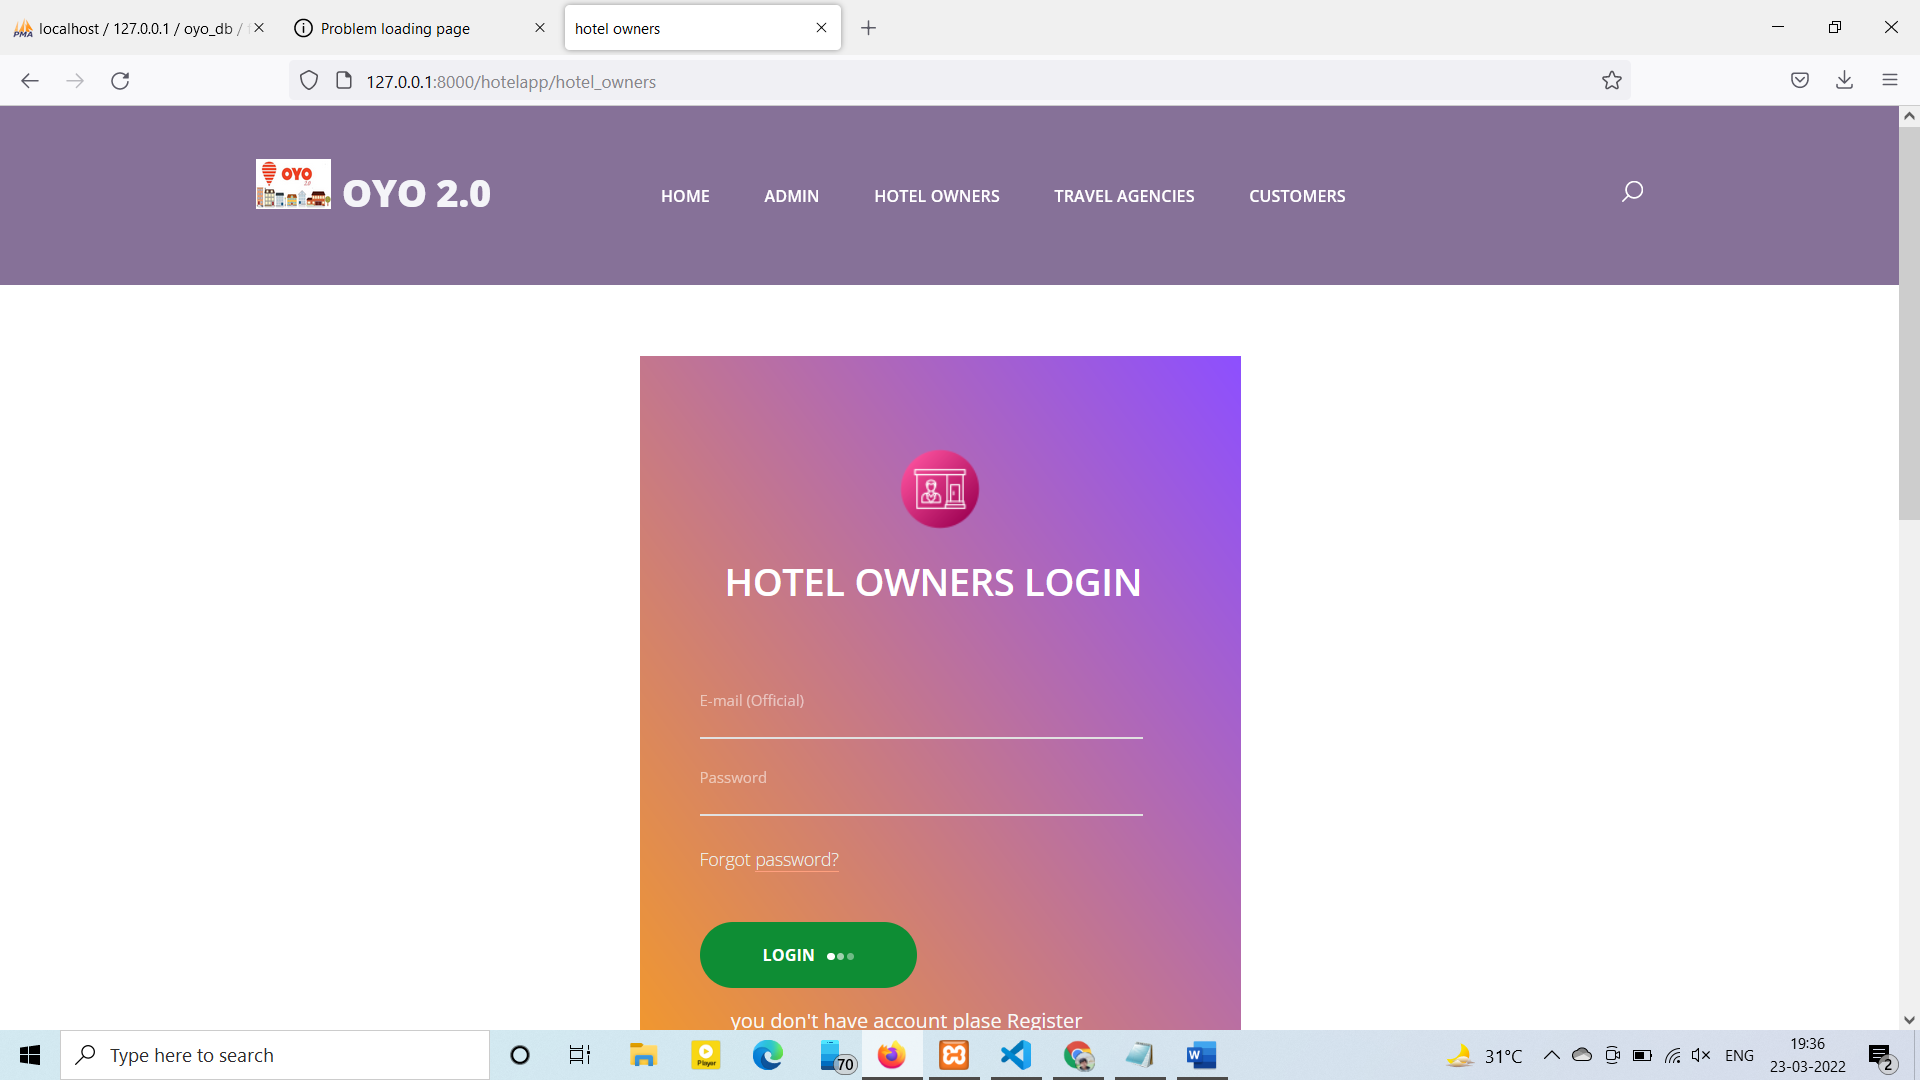 localhost / 127.0.0.1 / oyo_db /
Problem loading page
hotel owners
127.0.0.1:8000/hotelapp/hotel_owners
OYO
2.0
OYO 2.0
HOME
ADMIN
HOTEL OWNERS
TRAVEL AGENCIES
CUSTOMERS
HOTEL OWNERS LOGIN
E-mail (Official)
Password
Forgot password?
LOGIN
you don't have account plase Register
Type here to search
Player
70
31°C
ENG
19:36
23-03-2022
2